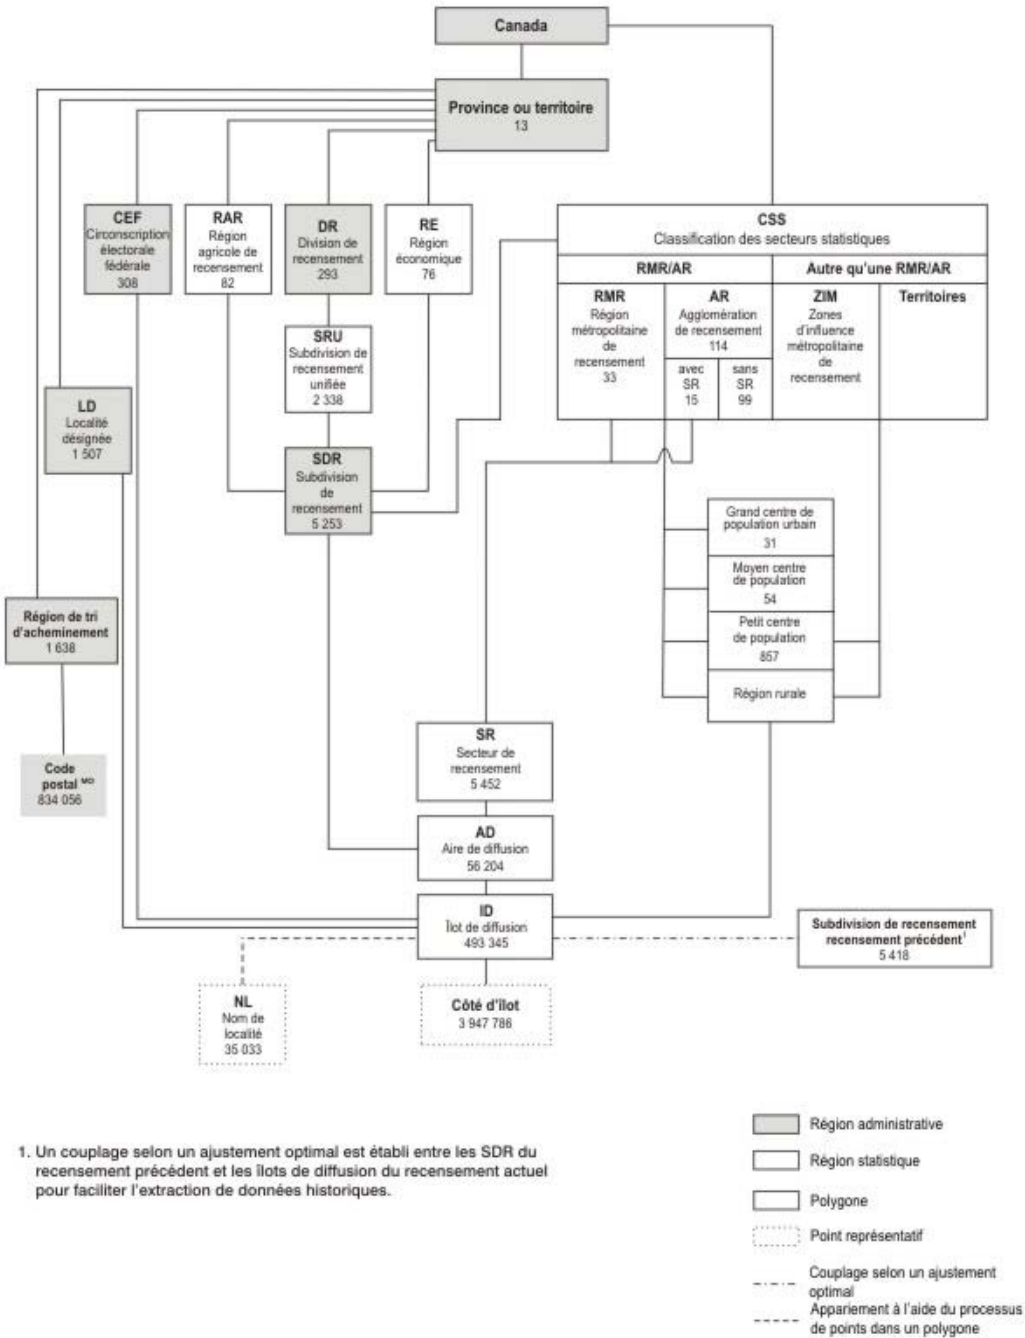 Canada
Province ou territoire
13
CEF
Circonscription
électorale
fédérale
308
RAR
Région
agricole de
recensement
82
DR
Division de
recensement
293
RE
Région
économique
76
CSS
Classification des secteurs statistiques
RMR/AR
Autre qu'une RMR/AR
RMR
Région
métropolitaine
de
recensement
33
AR
Agglomération
de recensement
114
avec
SR
15
sans
SR
99
ZIM
Zones
d'influence
métropolitaine
de
recensement
Territoires
SRU
Subdivision de
recensement
unifiée
2 338
LD
Localité
désignée
1 507
SDR
Subdivision
de
recensement
5 253
Grand centre de
population urbain
31
Moyen centre
de population
54
Petit centre
de population
857
Région rurale
Région de tri
d'acheminement
1 638
Code
postal MD
834 056
SR
Secteur de
recensement
5 452
AD
Aire de diffusion
56 204
ID
Îlot de diffusion
493 345
Subdivision de recensement
recensement précédent1
5 418
NL
Nom de
localité
35 033
Côté d'îlot
3 947 786
1. Un couplage selon un ajustement optimal est établi entre les SDR du
recensement précédent et les îlots de diffusion du recensement actuel
pour faciliter l'extraction de données historiques.
Région administrative
Région statistique
Polygone
Point représentatif
Couplage selon un ajustement
optimal
Appariement à l'aide du processus
de points dans un polygone